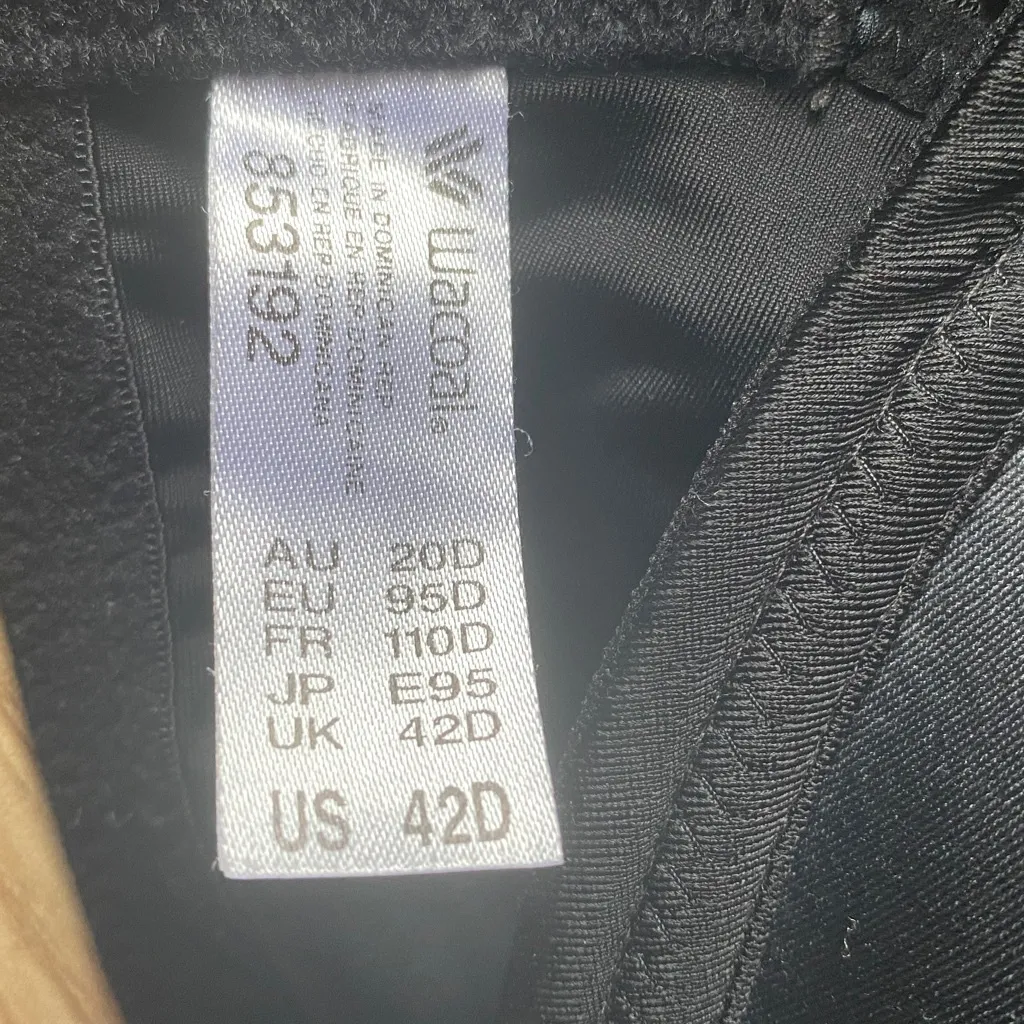 Wacoal®
MADE IN DOMINICAN REP.
FABRIQUE EN REP. DOMINICAINE
HECHO EN REP. DOMINICANA
853192
AU 20D
EU 95D
FR 110D
JP E95
UK 42D
US 42D